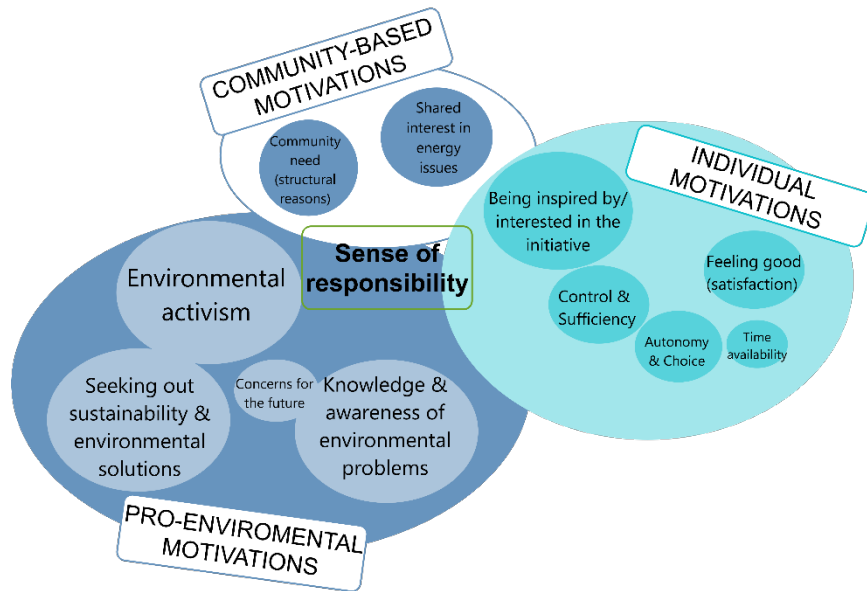 COMMUNITY-BASED
MOTIVATIONS
Community
need
(structural
reasons)
Shared
interest in
energy
issues
INDIVIDUAL
MOTIVATIONS
Being inspired by/
interested in the
initiative
Feeling good
(satisfaction)
Control &
Sufficiency
Autonomy
& Choice
Time
availability
Sense of
responsibility
Environmental
activism
Seeking out
sustainability &
environmental
solutions
Concerns for
the future
Knowledge &
awareness of
environmental
problems
PRO-ENVIROMENTAL
MOTIVATIONS